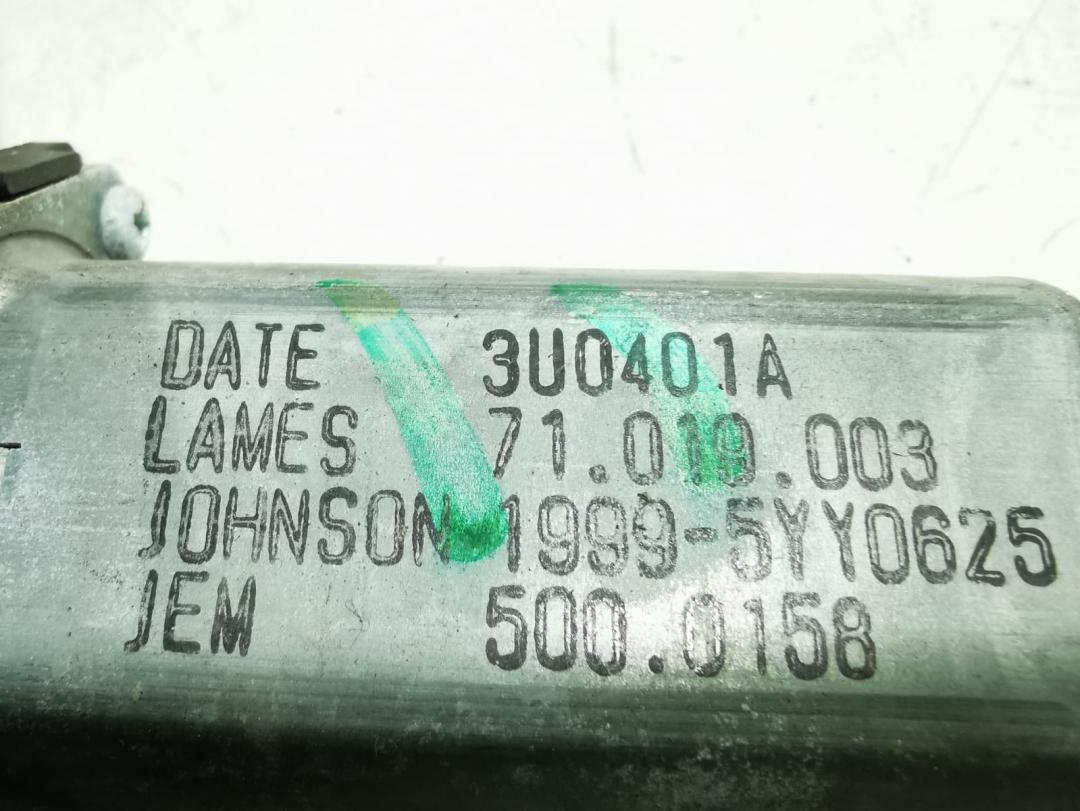 DATE 3U0401A
LAMES 71.019.003
JOHNSON 1999-5YY0625
JEM 500.0158